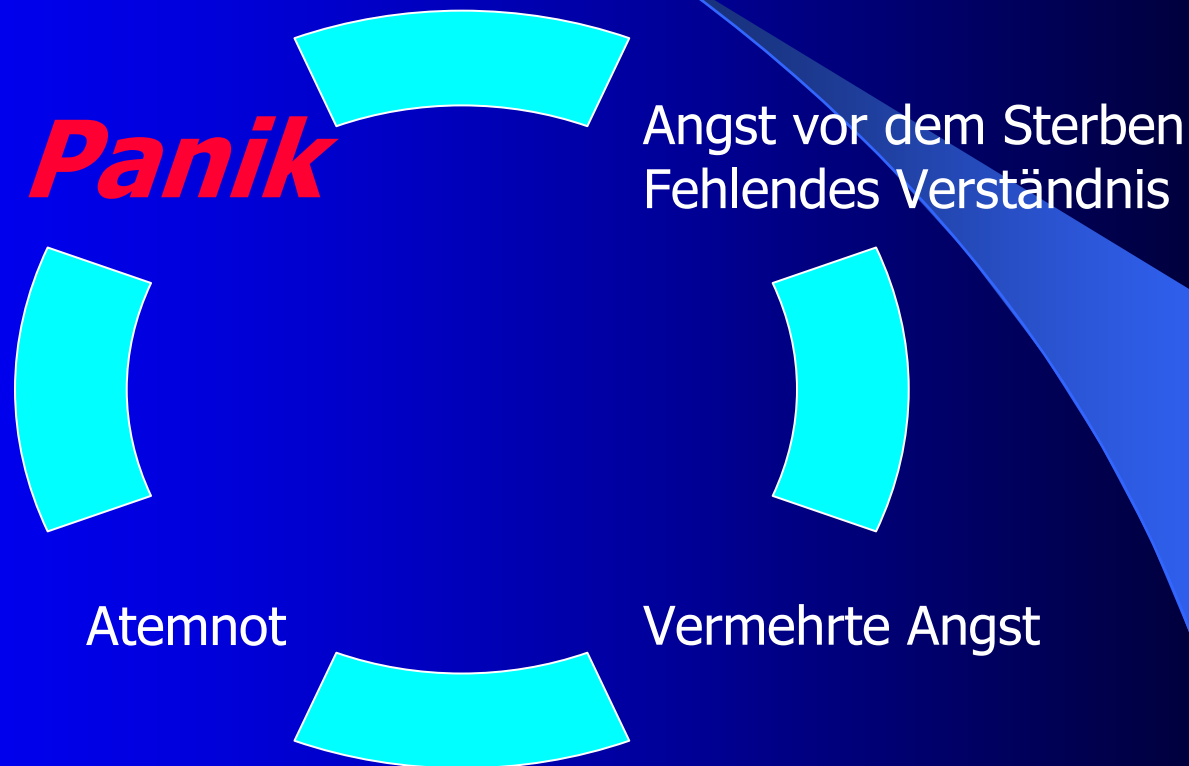 Panik
Angst vor dem Sterben
Fehlendes Verständnis
Atemnot
Vermehrte Angst